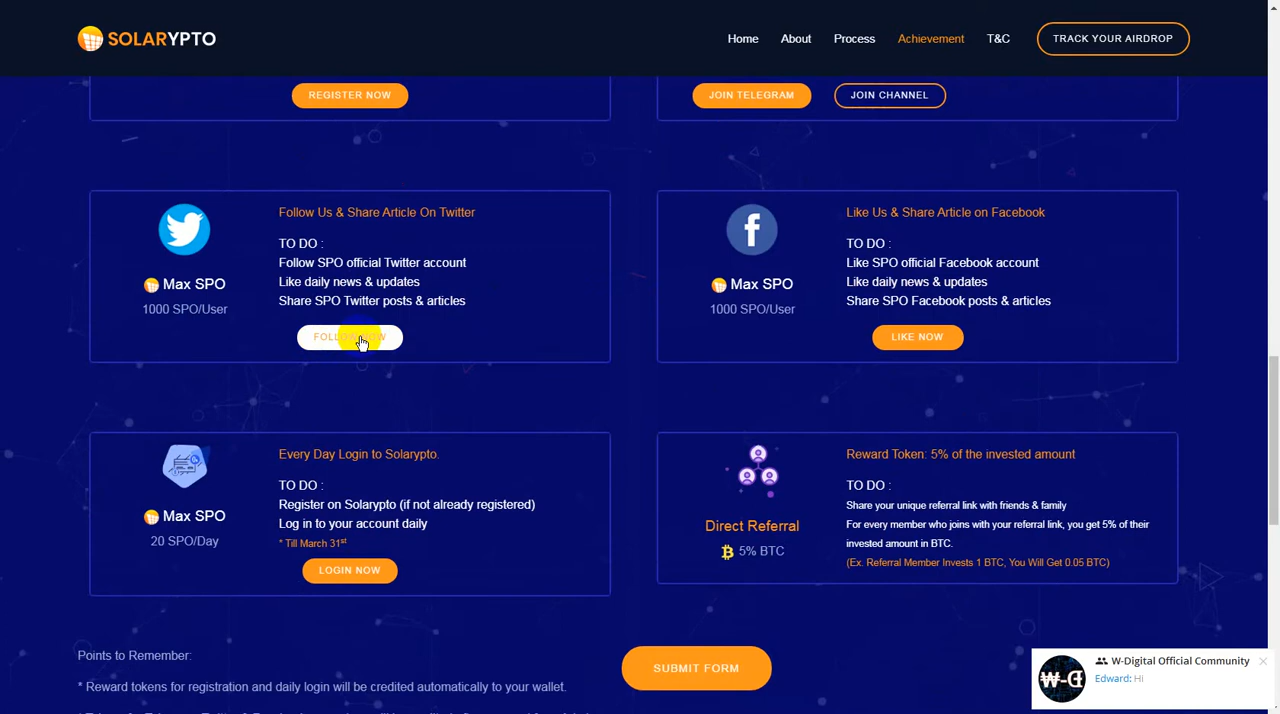 SOLARYPTO
Home About Process Achievement T&C TRACK YOUR AIRDROP
REGISTER NOW
JOIN TELEGRAM JOIN CHANNEL
Follow Us & Share Article On Twitter
TO DO :
Follow SPO official Twitter account
Like daily news & updates
Share SPO Twitter posts & articles
Max SPO
1000 SPO/User
FOLLOW NOW
Like Us & Share Article on Facebook
TO DO :
Like SPO official Facebook account
Like daily news & updates
Share SPO Facebook posts & articles
Max SPO
1000 SPO/User
LIKE NOW
Every Day Login to Solarypto.
TO DO :
Register on Solarypto (if not already registered)
Log in to your account daily
* Till March 31st
Max SPO
20 SPO/Day
LOGIN NOW
Reward Token: 5% of the invested amount
TO DO :
Share your unique referral link with friends & family
For every member who joins with your referral link, you get 5% of their
invested amount in BTC.
(Ex. Referral Member Invests 1 BTC, You Will Get 0.05 BTC)
Direct Referral
5% BTC
Points to Remember:
* Reward tokens for registration and daily login will be credited automatically to your wallet.
SUBMIT FORM
W-Digital Official Community
Edward: Hi